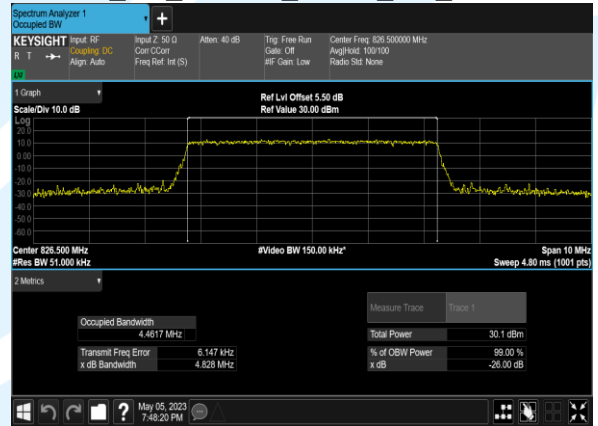 Spectrum Analyzer 1
Occupied BW
KEYSIGHT
R T
LW
Input: RF
Coupling: DC
Align: Auto
Input Z: 50 Ω
Corr CCorr
Freq Ref: Int (S)
Atten: 40 dB
Trig: Free Run
Gate: Off
#IF Gain: Low
Center Freq: 826.500000 MHz
Avg|Hold: 100/100
Radio Std: None
1 Graph
Scale/Div 10.0 dB
Ref Lvl Offset 5.50 dB
Ref Value 30.00 dBm
Log
20.0
10.0
0.00
-10.0
-20.0
-30.0
-40.0
-50.0
-60.0
Center 826.500 MHz
#Res BW 51.000 kHz
#Video BW 150.00 kHz*
Span 10 MHz
Sweep 4.80 ms (1001 pts)
2 Metrics
Measure Trace
Trace 1
Occupied Bandwidth
4.4617 MHz
Total Power
30.1 dBm
Transmit Freq Error
6.147 kHz
% of OBW Power
99.00 %
x dB Bandwidth
4.828 MHz
x dB
-26.00 dB
?
May 05, 2023
7:48:20 PM